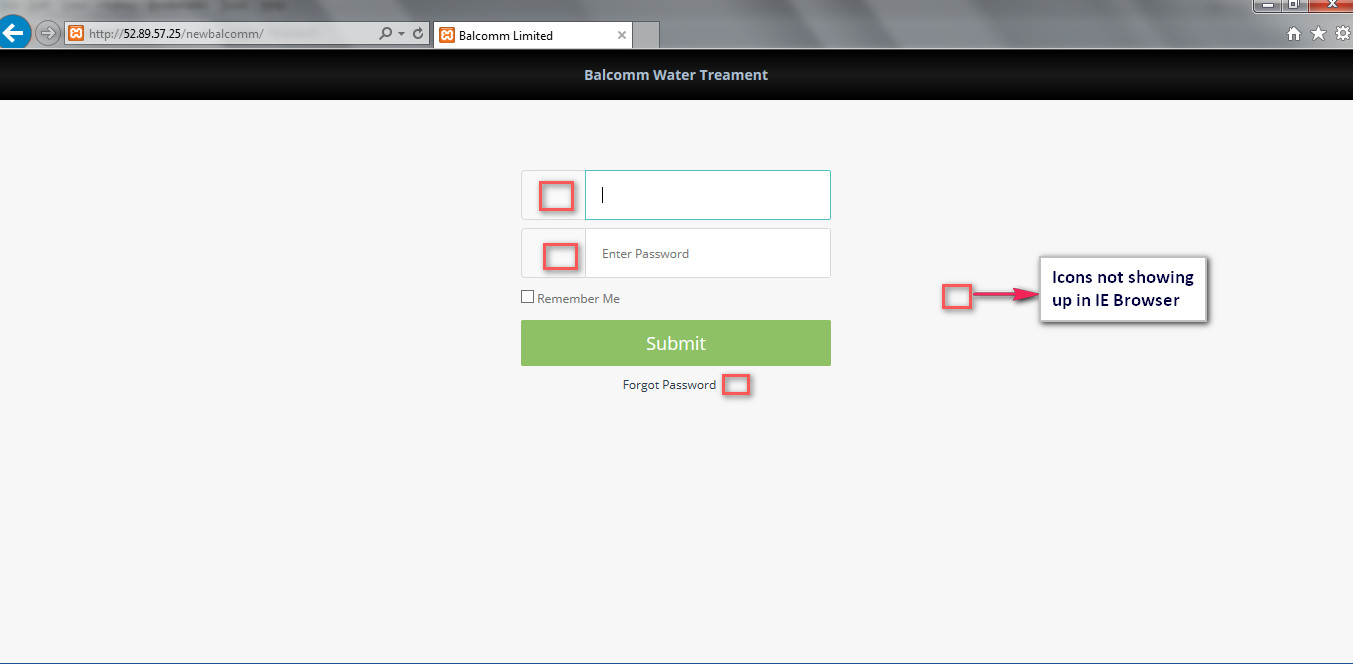 http://52.89.57.25/newbalcomm/
Balcomm Limited
Balcomm Water Treament
Enter Password
Icons not showing
up in IE Browser
Remember Me
Submit
Forgot Password